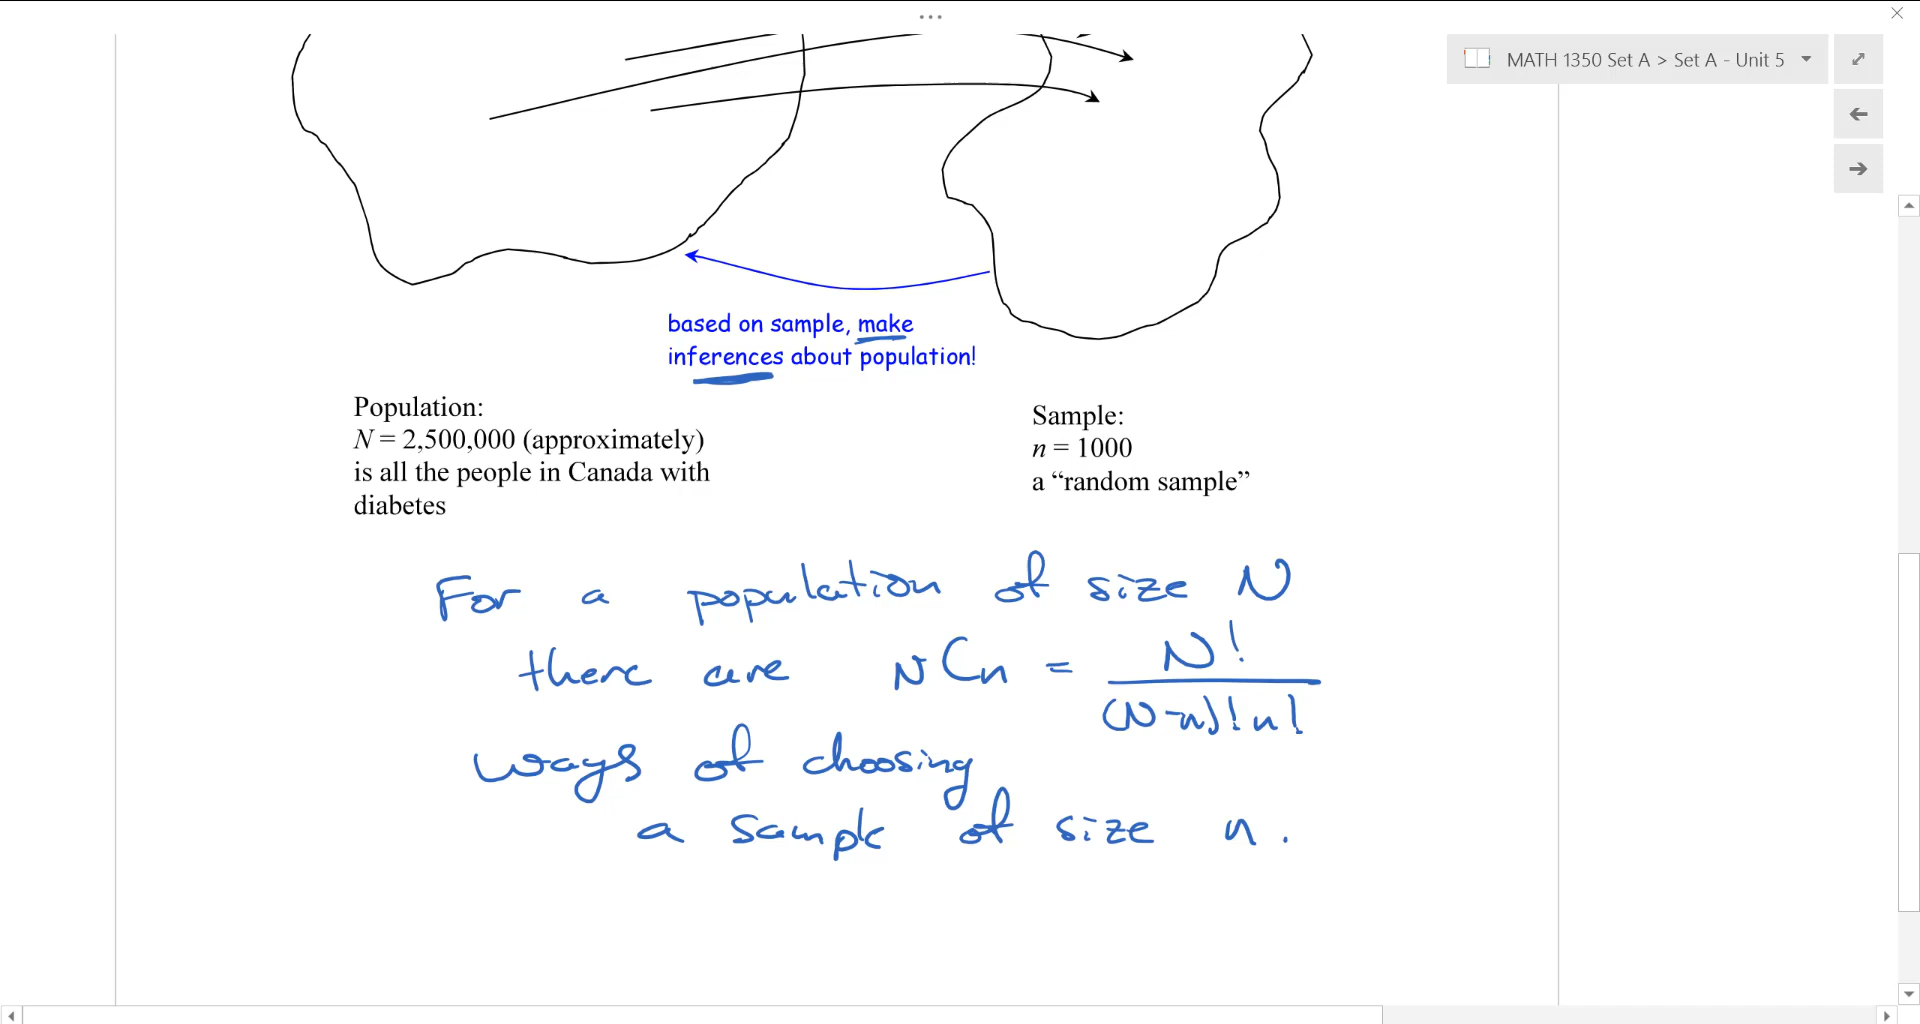 MATH 1350 Set A > Set A - Unit 5
based on sample, make
inferences about population!
Population:
N = 2,500,000 (approximately)
is all the people in Canada with
diabetes
Sample:
n = 1000
a “random sample”
For a population of size N
there are NCn = N! / (N-n)! n!
ways of choosing
a sample of size n.